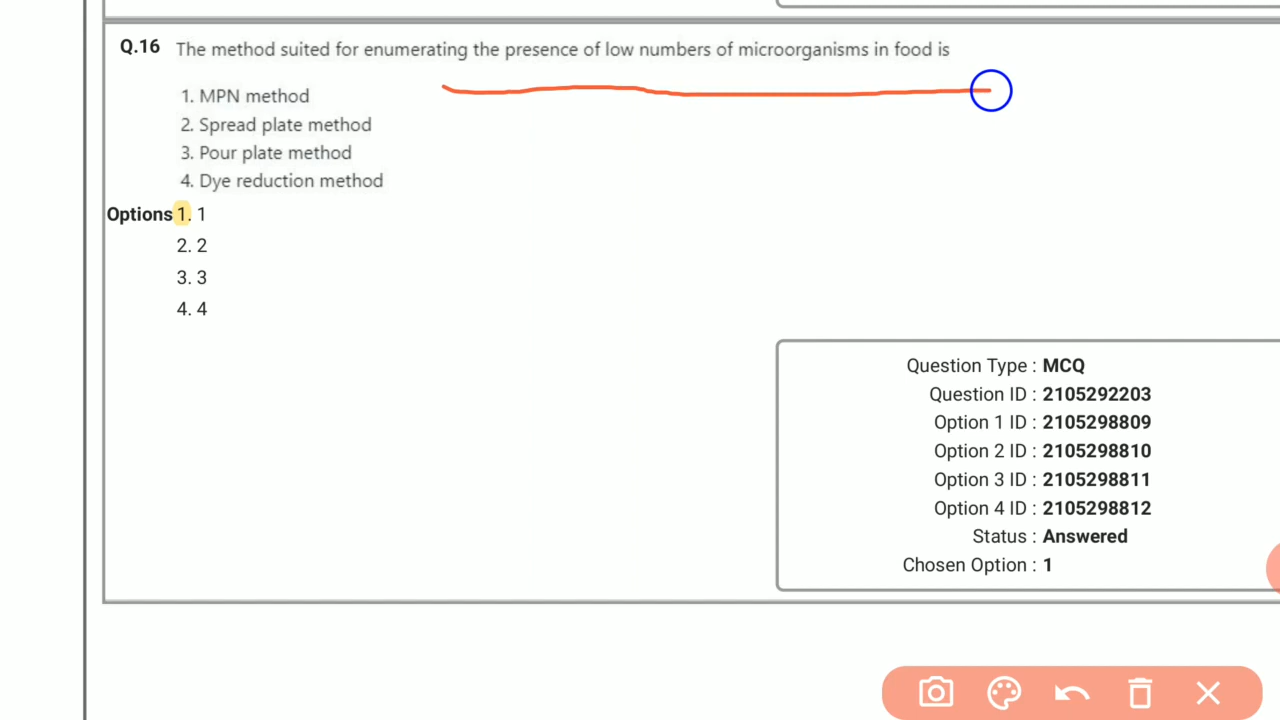 Q.16 The method suited for enumerating the presence of low numbers of microorganisms in food is
1. MPN method
2. Spread plate method
3. Pour plate method
4. Dye reduction method
Options 1. 1
2. 2
3. 3
4. 4
Question Type : MCQ
Question ID : 2105292203
Option 1 ID : 2105298809
Option 2 ID : 2105298810
Option 3 ID : 2105298811
Option 4 ID : 2105298812
Status : Answered
Chosen Option : 1